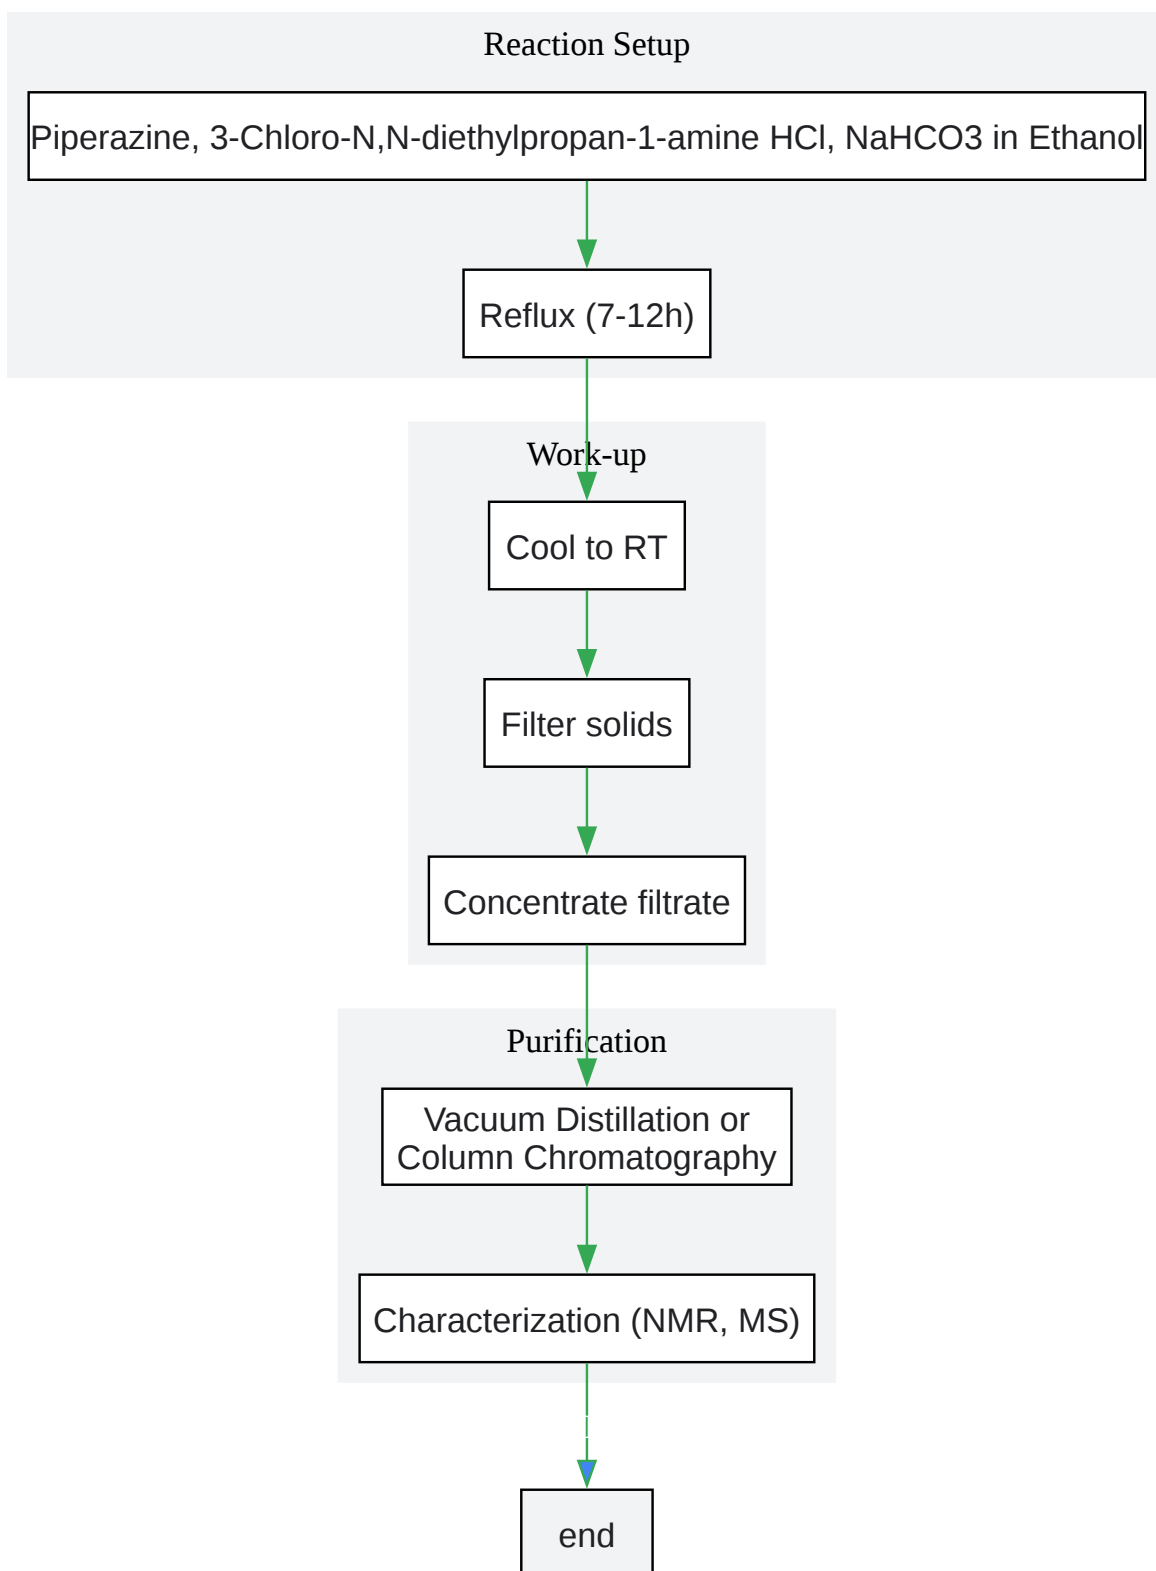 Reaction Setup
Piperazine, 3-Chloro-N,N-diethylpropan-1-amine HCl, NaHCO3 in Ethanol
Reflux (7-12h)
Work-up
Cool to RT
Filter solids
Concentrate filtrate
Purification
Vacuum Distillation or
Column Chromatography
Characterization (NMR, MS)
end